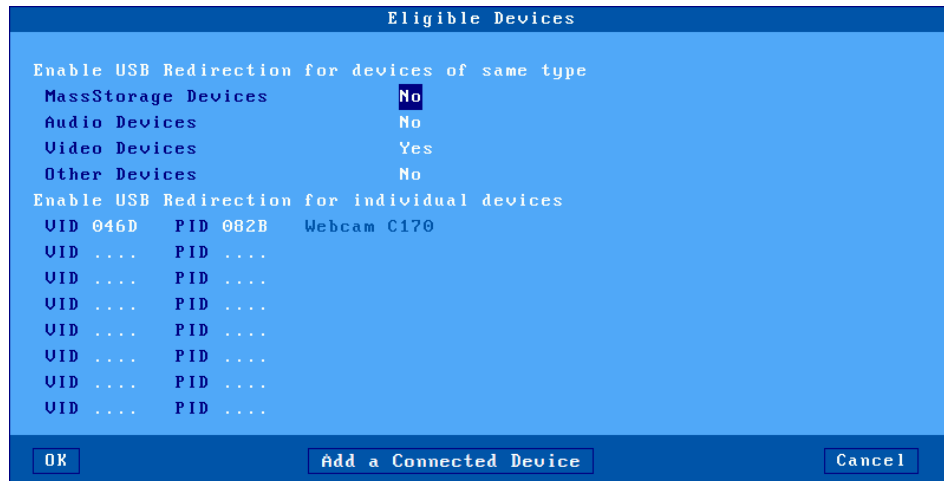 Eligible Devices
Enable USB Redirection for devices of same type
MassStorage Devices No
Audio Devices No
Video Devices Yes
Other Devices No
Enable USB Redirection for individual devices
VID 046D PID 082B Webcam C170
VID .... PID ....
VID .... PID ....
VID .... PID ....
VID .... PID ....
VID .... PID ....
VID .... PID ....
VID .... PID ....
OK Add a Connected Device Cancel